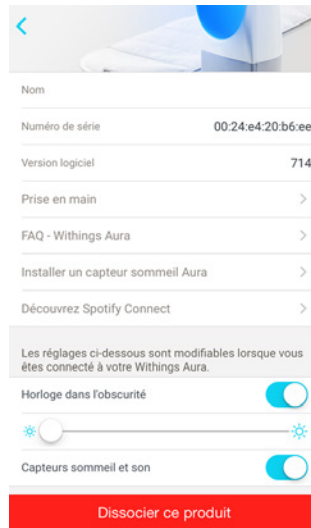 Nom
Numéro de série 00:24:e4:20:b6:ee
Version logiciel 714
Prise en main
FAQ - Withings Aura
Installer un capteur sommeil Aura
Découvrez Spotify Connect
Les réglages ci-dessous sont modifiables lorsque vous
êtes connecté à votre Withings Aura.
Horloge dans l'obscurité
Capteurs sommeil et son
Dissocier ce produit